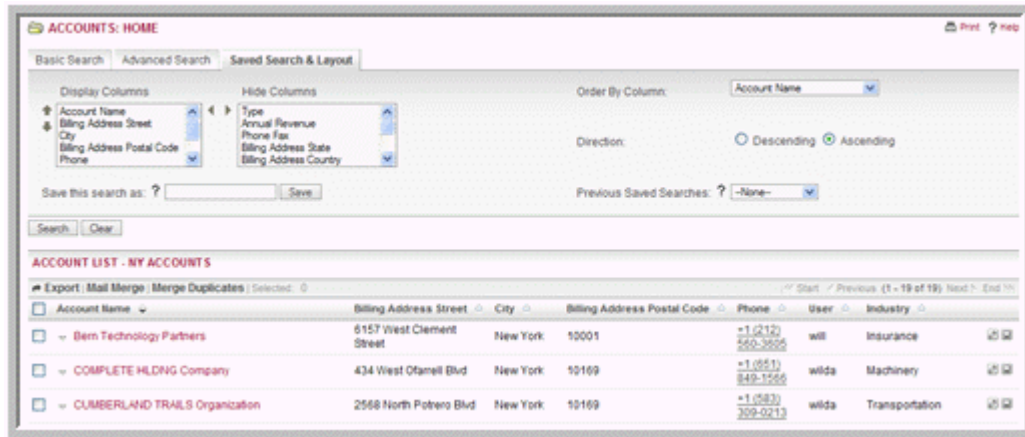 ACCOUNTS: HOME
Print ? Help
Basic Search Advanced Search Saved Search & Layout
Display Columns Hide Columns Order By Column: Account Name
Account Name
Billing Address Street
City
Billing Address Postal Code
Phone
Type
Annual Revenue
Phone Fax
Billing Address State
Billing Address Country
Direction: Descending Ascending
Save this search as: ? Save Previous Saved Searches: ? --None--
Search Clear
ACCOUNT LIST - NY ACCOUNTS
Export | Mail Merge | Merge Duplicates | Selected: 0 Start Previous (1 - 19 of 19) Next End
Account Name Billing Address Street City Billing Address Postal Code Phone User Industry
Bern Technology Partners 6157 West Clement Street New York 10001 +1 (212) 560-3605 will Insurance
COMPLETE HLDNG Company 434 West Ofarrell Blvd New York 10169 +1 (651) 849-1566 wilda Machinery
CUMBERLAND TRAILS Organization 2568 North Potrero Blvd New York 10169 +1 (583) 309-0213 wilda Transportation